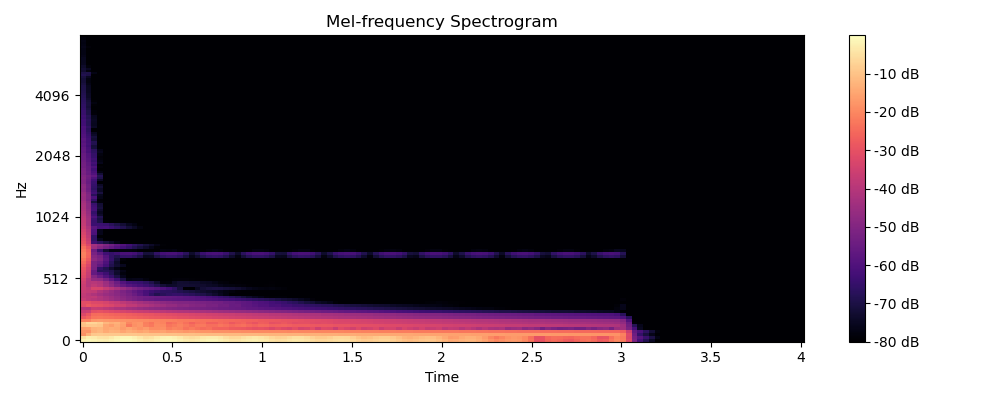 Mel-frequency Spectrogram
Hz
4096
2048
1024
512
0
0 0.5 1 1.5 2 2.5 3 3.5 4
Time
-10 dB
-20 dB
-30 dB
-40 dB
-50 dB
-60 dB
-70 dB
-80 dB